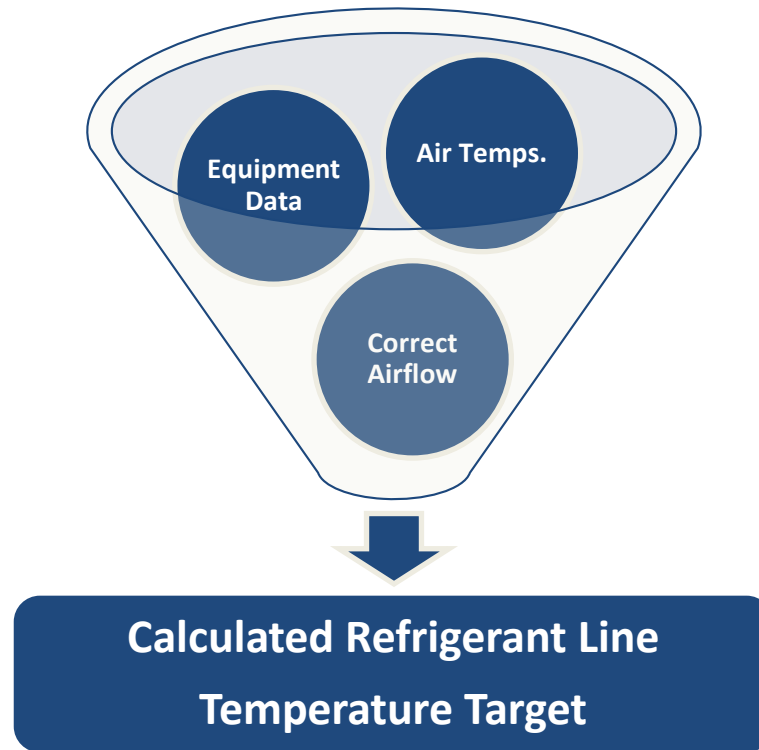 Equipment
Data
Air Temps.
Correct
Airflow
Calculated Refrigerant Line
Temperature Target